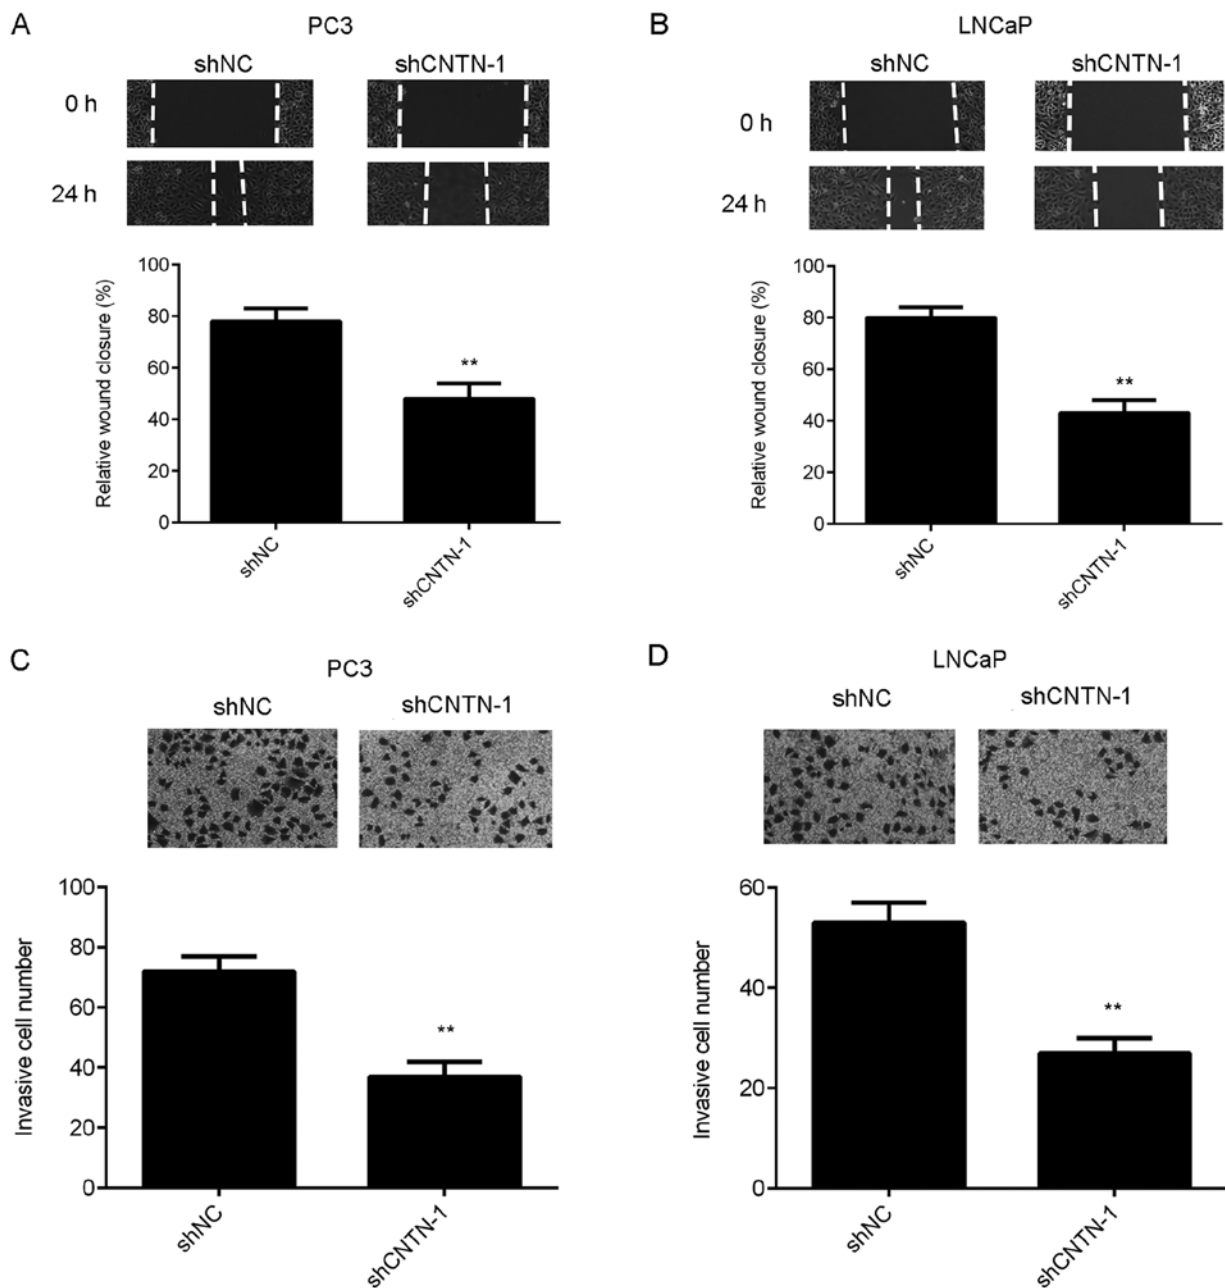 A
PC3
shNC shCNTN-1
0 h
24 h
Relative wound closure (%)
100
80
60
40
20
0
**
shNC
shCNTN-1
B
LNCaP
shNC shCNTN-1
0 h
24 h
Relative wound closure (%)
100
80
60
40
20
0
**
shNC
shCNTN-1
C
PC3
shNC shCNTN-1
Invasive cell number
100
80
60
40
20
0
**
shNC
shCNTN-1
D
LNCaP
shNC shCNTN-1
Invasive cell number
60
40
20
0
**
shNC
shCNTN-1